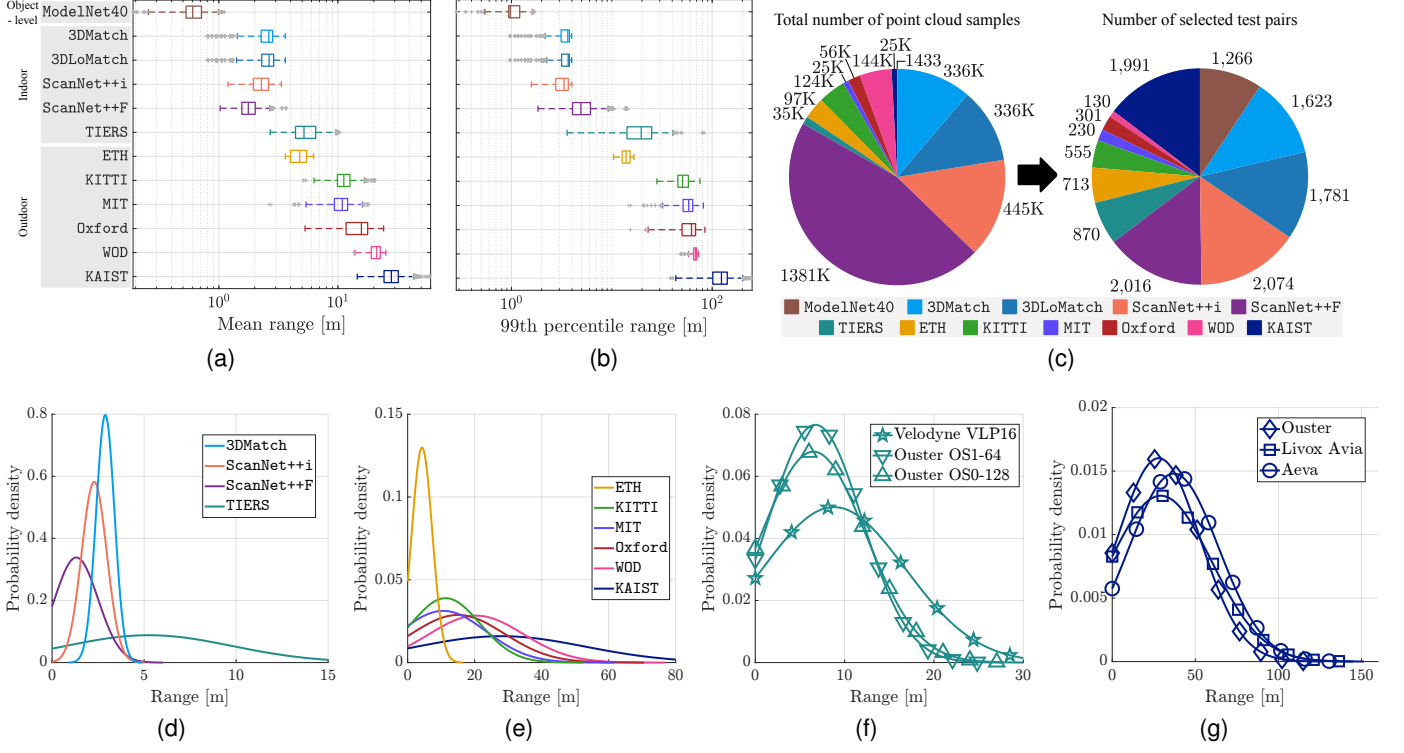 Object
- level
Indoor
Outdoor
ModelNet40
3DMatch
3DLoMatch
ScanNet++i
ScanNet++F
TIERS
ETH
KITTI
MIT
Oxford
WOD
KAIST
10^0
10^1
Mean range [m]
(a)
10^0
10^2
99th percentile range [m]
(b)
Total number of point cloud samples
1433
336K
336K
445K
1381K
35K
97K
124K
25K
56K
144K
25K
Number of selected test pairs
1,266
1,623
1,781
2,074
2,016
870
713
555
230
301
130
1,991
ModelNet40 3DMatch 3DLoMatch ScanNet++i ScanNet++F
TIERS ETH KITTI MIT Oxford WOD KAIST
(c)
Probability density
0.8
0.6
0.4
0.2
0
0 5 10 15
Range [m]
3DMatch
ScanNet++i
ScanNet++F
TIERS
(d)
Probability density
0.15
0.1
0.05
0
0 20 40 60 80
Range [m]
ETH
KITTI
MIT
Oxford
WOD
KAIST
(e)
Probability density
0.08
0.06
0.04
0.02
0
0 10 20 30
Range [m]
Velodyne VLP16
Ouster OS1-64
Ouster OS0-128
(f)
Probability density
0.02
0.015
0.01
0.005
0
0 50 100 150
Range [m]
Ouster
Livox Avia
Aeva
(g)